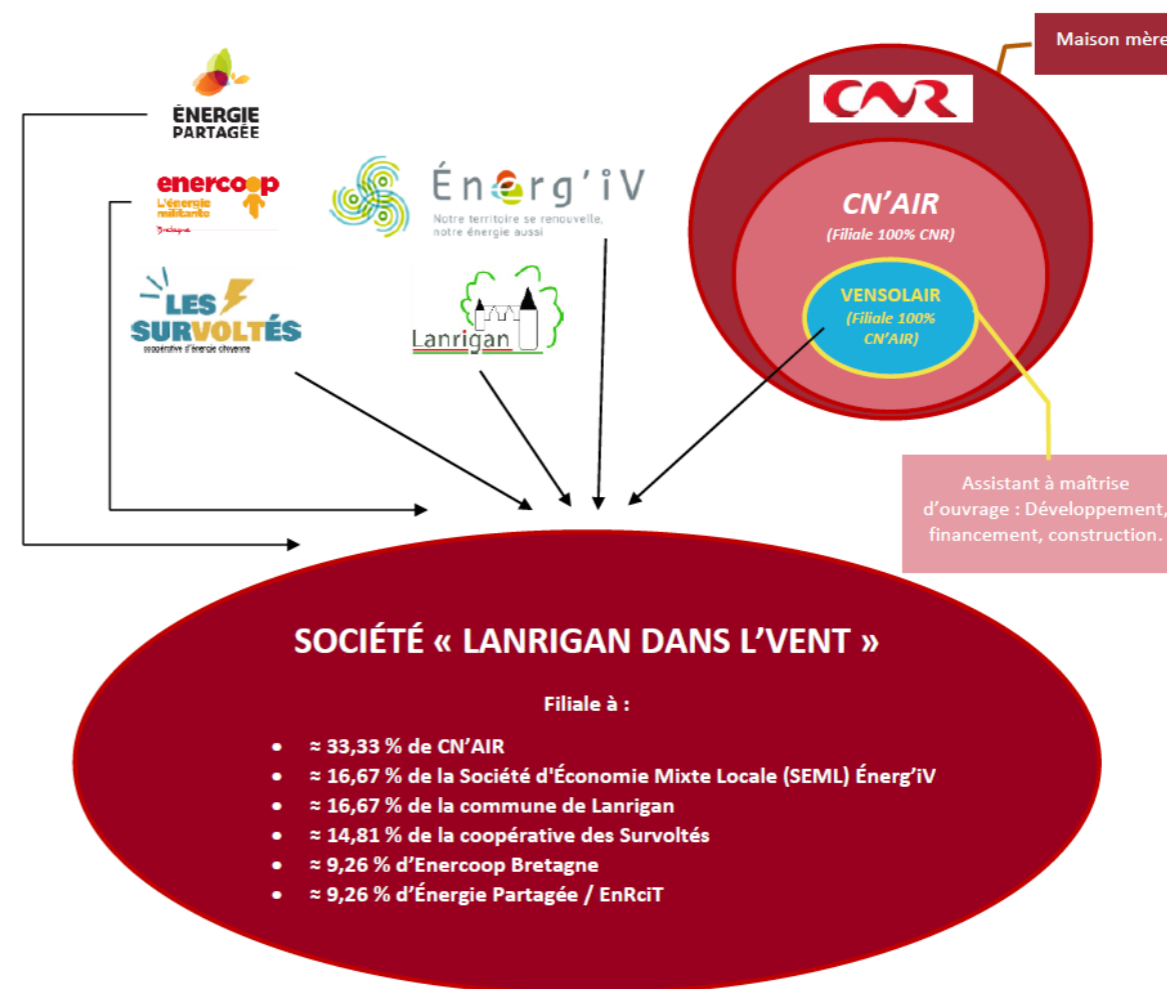 Maison mère
CNR
ÉNERGIE
PARTAGÉE
enercoop
L'énergie
militante
Bretagne
Énerg'iV
Notre territoire se renouvelle,
notre énergie aussi
CN'AIR
(Filiale 100% CNR)
LES
SURVOLTÉS
coopérative d'énergie citoyenne
Lanrigan
VENSOLAIR
(Filiale 100%
CN'AIR)
Assistant à maîtrise
d'ouvrage : Développement,
financement, construction.
SOCIÉTÉ « LANRIGAN DANS L'VENT »
Filiale à :
• ≈ 33,33 % de CN'AIR
• ≈ 16,67 % de la Société d'Économie Mixte Locale (SEML) Énerg'iV
• ≈ 16,67 % de la commune de Lanrigan
• ≈ 14,81 % de la coopérative des Survoltés
• ≈ 9,26 % d'Enercoop Bretagne
• ≈ 9,26 % d'Énergie Partagée / EnRciT